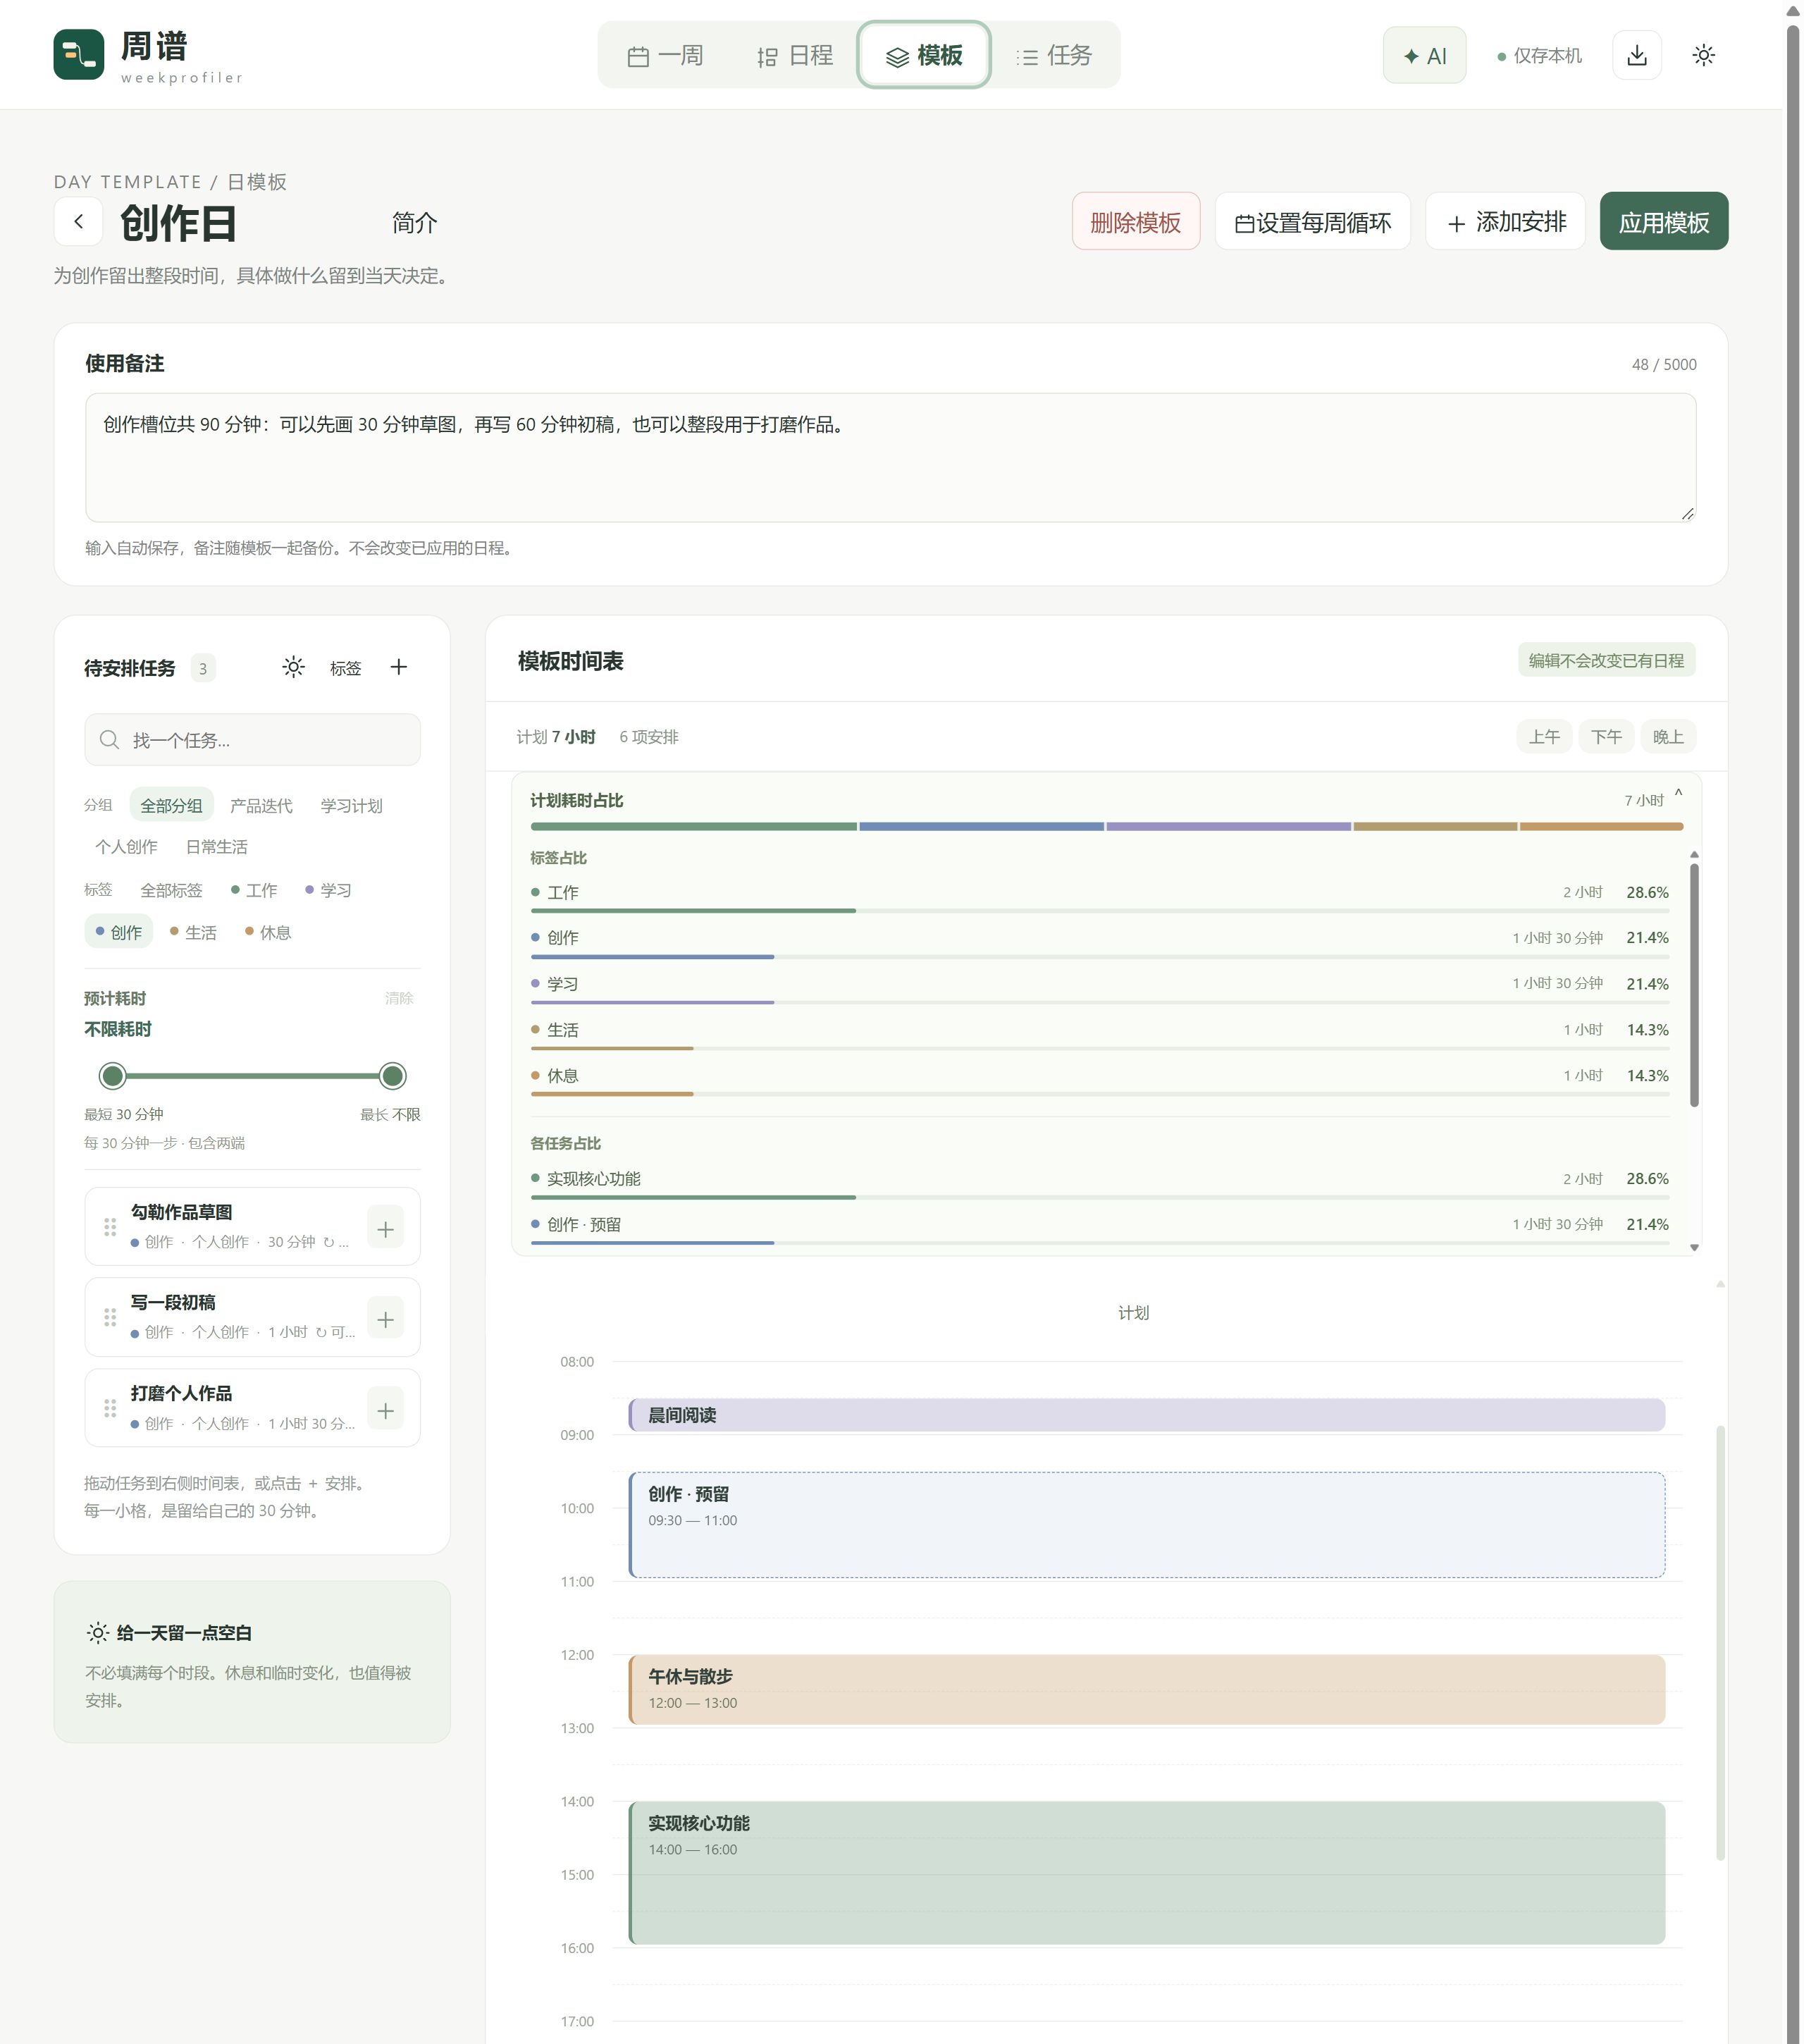 周谱
weekprofiler
一周
日程
模板
任务
AI
仅存本机
DAY TEMPLATE / 日模板
创作日
简介
删除模板
设置每周循环
+ 添加安排
应用模板
为创作留出整段时间，具体做什么留到当天决定。
使用备注
48 / 5000
创作槽位共 90 分钟：可以先画 30 分钟草图，再写 60 分钟初稿，也可以整段用于打磨作品。
输入自动保存，备注随模板一起备份。不会改变已应用的日程。
待安排任务 3
标签
+
找一个任务...
分组 全部分组 产品迭代 学习计划
个人创作 日常生活
标签 全部标签 工作 学习
创作 生活 休息
预计耗时 清除
不限耗时
最短 30 分钟 最长 不限
每 30 分钟一步 · 包含两端
勾勒作品草图
创作 · 个人创作 · 30 分钟 ↻ ...
+
写一段初稿
创作 · 个人创作 · 1 小时 ↻ 可...
+
打磨个人作品
创作 · 个人创作 · 1 小时 30 分...
+
拖动任务到右侧时间表，或点击 + 安排。
每一小格，是留给自己的 30 分钟。
给一天留一点空白
不必填满每个时段。休息和临时变化，也值得被
安排。
模板时间表
编辑不会改变已有日程
计划 7 小时 6 项安排
上午 下午 晚上
计划耗时占比 7 小时 ^
标签占比
工作 2 小时 28.6%
创作 1 小时 30 分钟 21.4%
学习 1 小时 30 分钟 21.4%
生活 1 小时 14.3%
休息 1 小时 14.3%
各任务占比
实现核心功能 2 小时 28.6%
创作 · 预留 1 小时 30 分钟 21.4%
计划
08:00
晨间阅读
09:00
创作 · 预留
10:00
09:30 — 11:00
11:00
12:00
午休与散步
12:00 — 13:00
13:00
14:00
实现核心功能
14:00 — 16:00
15:00
16:00
17:00